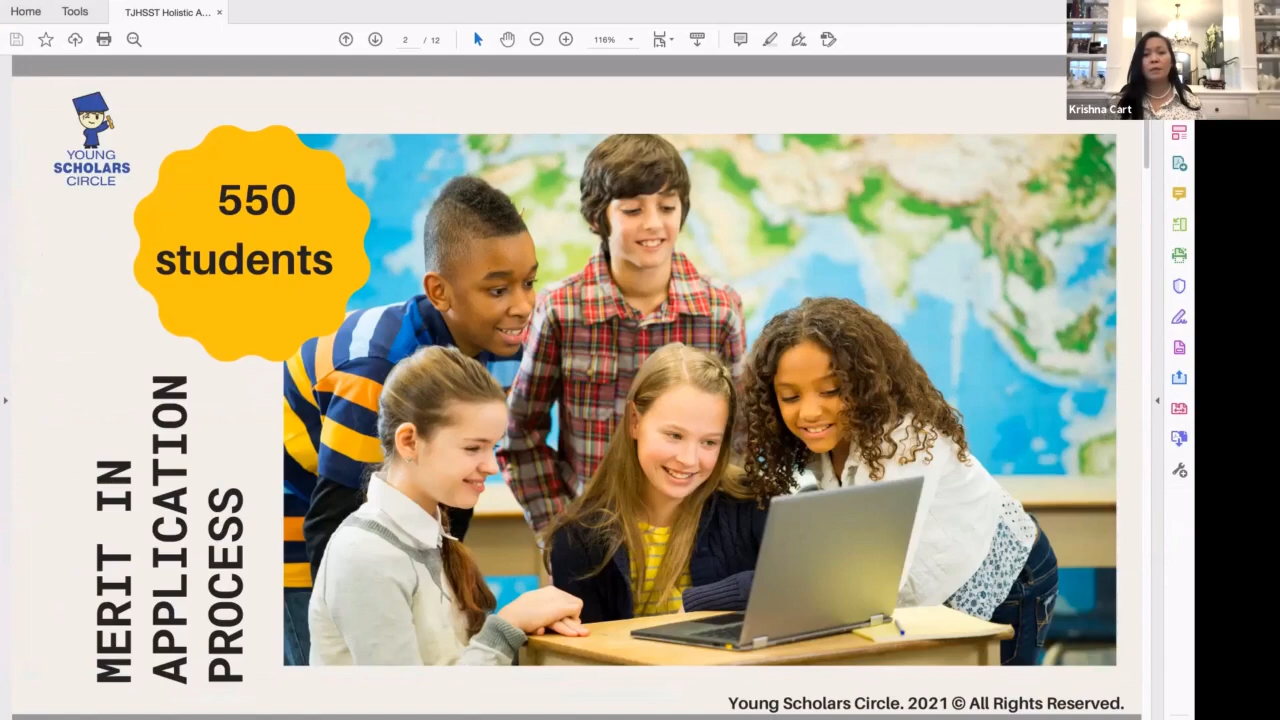 Home
Tools
TJHSST Holistic A... ×
/ 12
116%
Krishna Cart
YOUNG
SCHOLARS
CIRCLE
550
students
MERIT IN
APPLICATION
PROCESS
Young Scholars Circle. 2021 © All Rights Reserved.